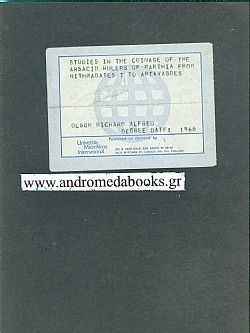 STUDIES IN THE COINAGE OF THE
ARSACID RULERS OF PARTHIA FROM
MITHRADATES I TO ARTAVASDES
OLSON RICHARD ALFRED
DEGREE DATE: 1968
Published on demand by
University
Microfilms
International
www.andromedabooks.gr